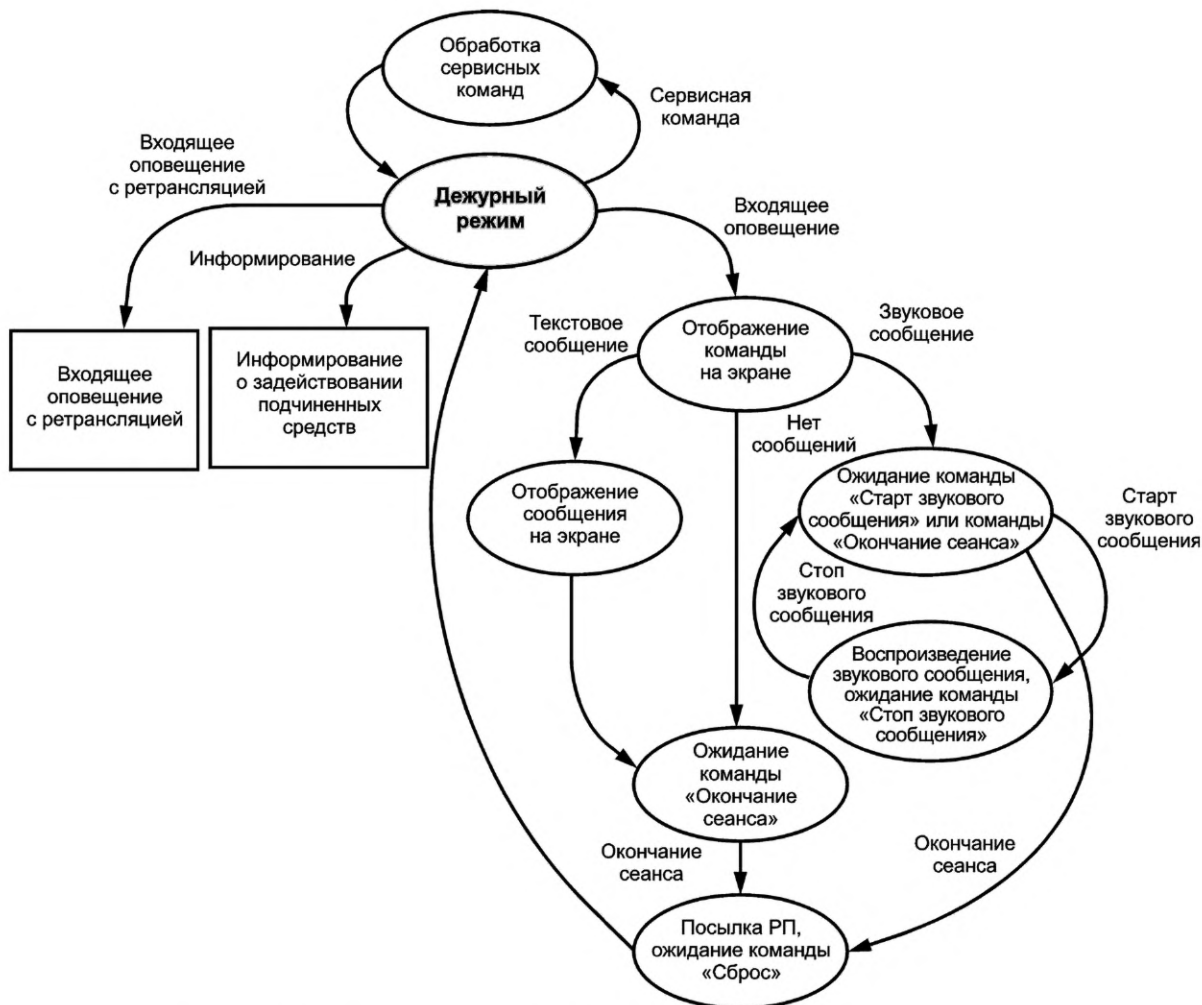 Обработка
сервисных
команд
Сервисная
команда
Входящее
оповещение
с ретрансляцией
Дежурный
режим
Входящее
оповещение
Информирование
Текстовое
сообщение
Отображение
команды
на экране
Звуковое
сообщение
Входящее
оповещение
с ретрансляцией
Информирование
о задействовании
подчиненных
средств
Нет
сообщений
Отображение
сообщения
на экране
Ожидание команды
«Старт звукового
сообщения» или команды
«Окончание сеанса»
Старт
звукового
сообщения
Стоп
звукового
сообщения
Воспроизведение
звукового сообщения,
ожидание команды
«Стоп звукового
сообщения»
Ожидание
команды
«Окончание
сеанса»
Окончание
сеанса
Окончание
сеанса
Посылка РП,
ожидание команды
«Сброс»